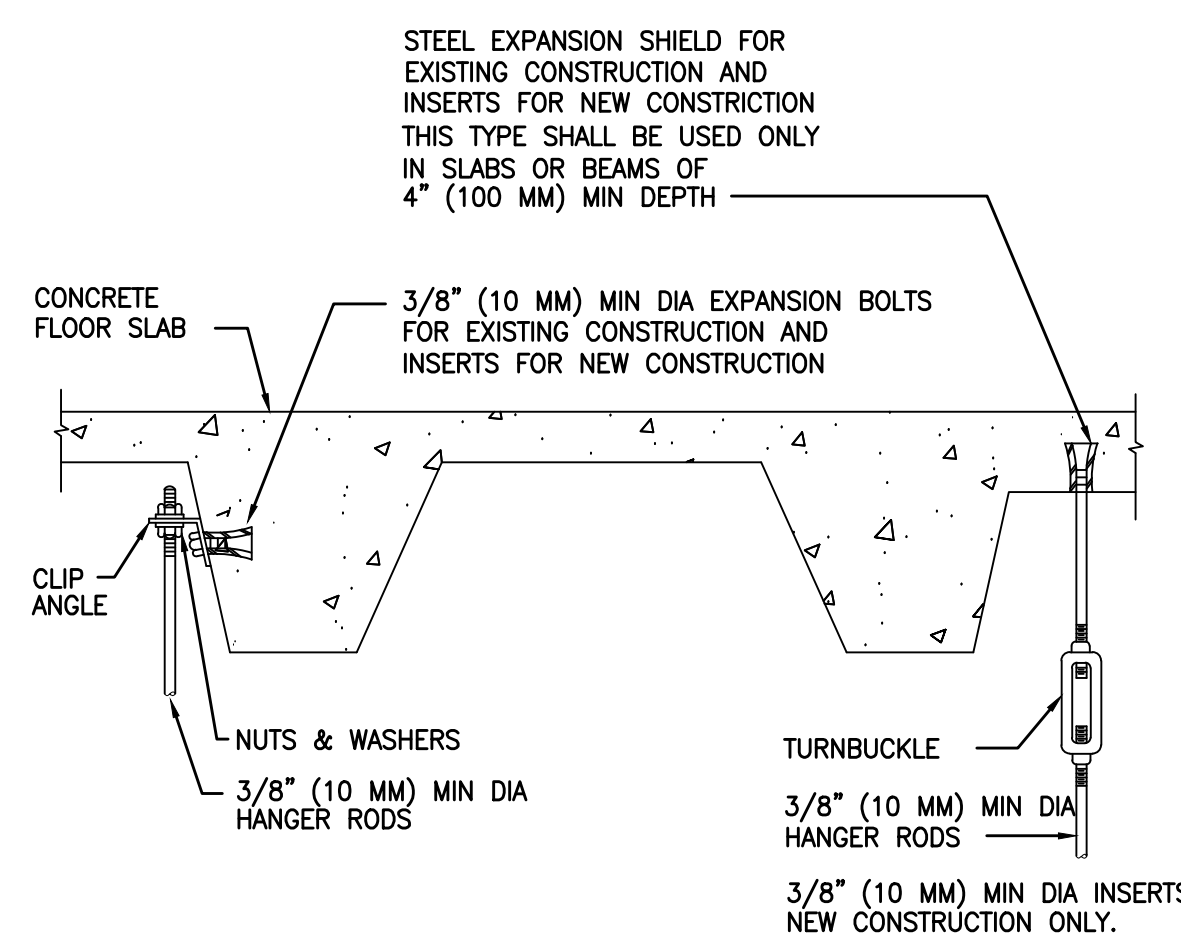 STEEL EXPANSION SHIELD FOR
EXISTING CONSTRUCTION AND
INSERTS FOR NEW CONSTRICTION
THIS TYPE SHALL BE USED ONLY
IN SLABS OR BEAMS OF
4” (100 MM) MIN DEPTH
CONCRETE
FLOOR SLAB
3/8” (10 MM) MIN DIA EXPANSION BOLTS
FOR EXISTING CONSTRUCTION AND
INSERTS FOR NEW CONSTRUCTION
CLIP
ANGLE
NUTS & WASHERS
3/8” (10 MM) MIN DIA
HANGER RODS
TURNBUCKLE
3/8” (10 MM) MIN DIA
HANGER RODS
3/8” (10 MM) MIN DIA INSERTS
NEW CONSTRUCTION ONLY.